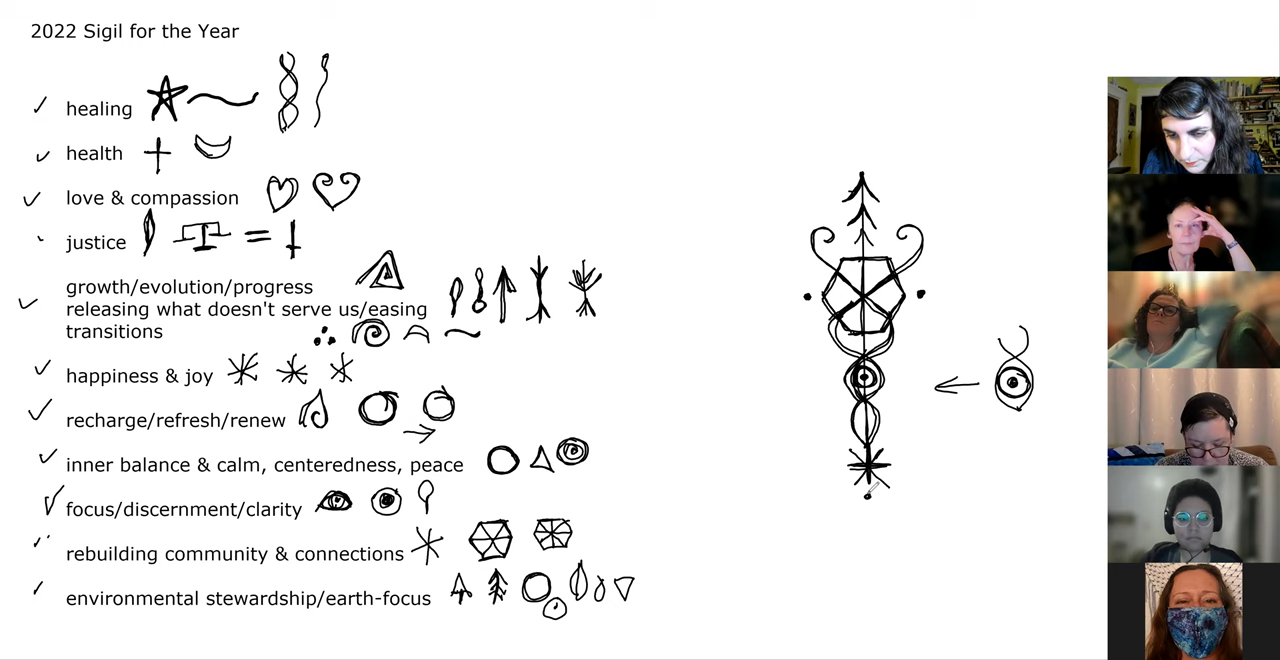 2022 Sigil for the Year
healing
health
love & compassion
justice
growth/evolution/progress
releasing what doesn't serve us/easing
transitions
happiness & joy
recharge/refresh/renew
inner balance & calm, centeredness, peace
focus/discernment/clarity
rebuilding community & connections
environmental stewardship/earth-focus